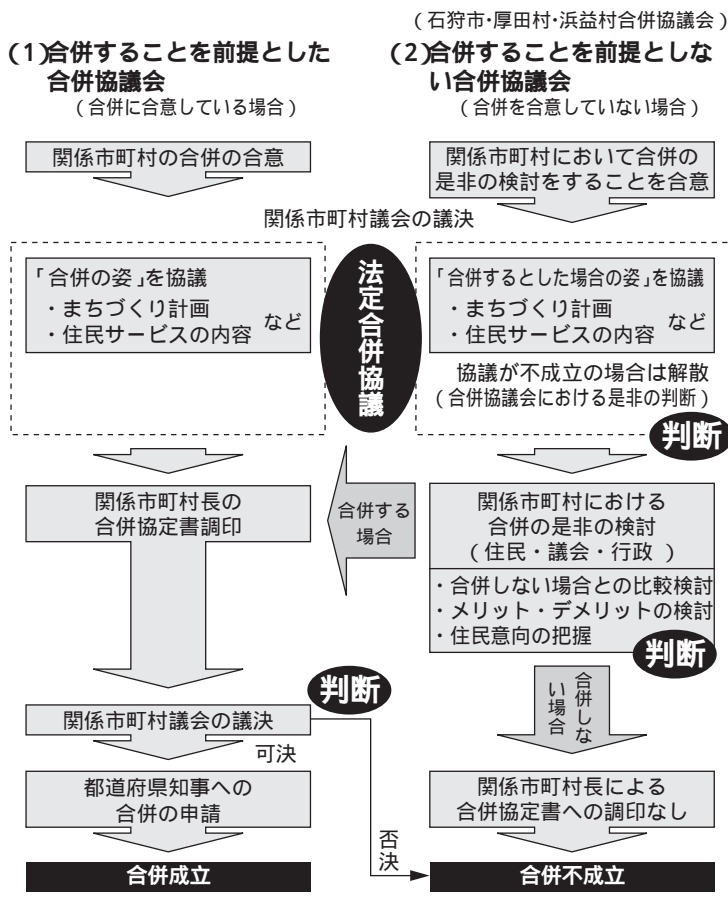 （石狩市・厚田村・浜益村合併協議会）
（1）合併することを前提とした
合併協議会
（合併に合意している場合）
（2）合併することを前提としな
い合併協議会
（合併を合意していない場合）
関係市町村の合併の合意
関係市町村において合併の
是非の検討をすることを合意
関係市町村議会の議決
「合併の姿」を協議
・まちづくり計画
・住民サービスの内容
など
法定合併協議
「合併するとした場合の姿」を協議
・まちづくり計画
・住民サービスの内容
など
協議が不成立の場合は解散
（合併協議会における是非の判断）
判断
関係市町村長の
合併協定書調印
合併する
場合
関係市町村における
合併の是非の検討
（住民・議会・行政）
・合併しない場合との比較検討
・メリット・デメリットの検討
・住民意向の把握
判断
判断
関係市町村議会の議決
可決
合併しな
い場合
都道府県知事への
合併の申請
関係市町村長による
合併協定書への調印なし
否決
合併成立
合併不成立